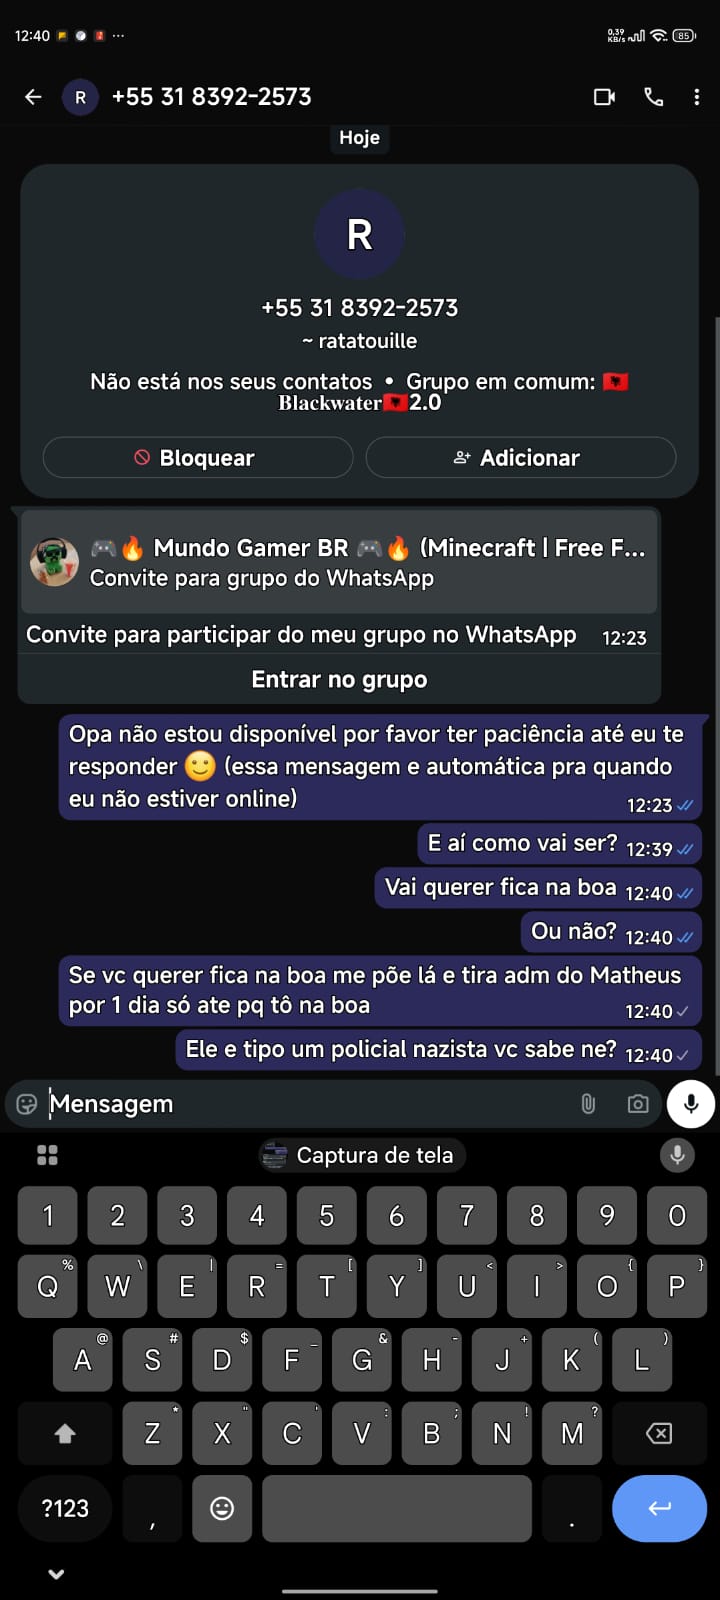 12:40 ... 0,39 KB/s 85
R +55 31 8392-2573
Hoje
R
+55 31 8392-2573
~ ratatouille
Não está nos seus contatos • Grupo em comum: 🇦🇱
Blackwater🇦🇱2.0
🚫 Bloquear Adicionar
🎮🔥 Mundo Gamer BR 🎮🔥 (Minecraft | Free F...
Convite para grupo do WhatsApp
Convite para participar do meu grupo no WhatsApp 12:23
Entrar no grupo
Opa não estou disponível por favor ter paciência até eu te
responder 🙂 (essa mensagem e automática pra quando
eu não estiver online) 12:23
E aí como vai ser? 12:39
Vai querer fica na boa 12:40
Ou não? 12:40
Se vc querer fica na boa me põe lá e tira adm do Matheus
por 1 dia só ate pq tô na boa 12:40
Ele e tipo um policial nazista vc sabe ne? 12:40
Mensagem
Captura de tela
1 2 3 4 5 6 7 8 9 0
Q % W \ E | R = T [ Y ] U < I > O { P }
A @ S # D $ F _ G & H - J + K ( L )
Z * X " C ' V : B ; N ! M ?
?123 , .